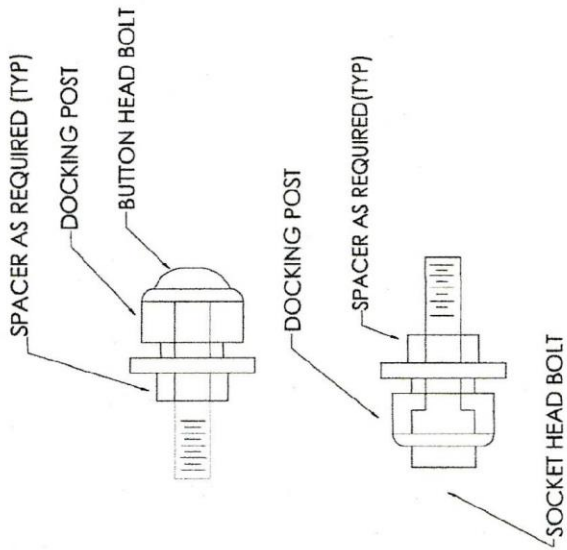 SPACER AS REQUIRED (TYP)
DOCKING POST
BUTTON HEAD BOLT
DOCKING POST
SPACER AS REQUIRED(TYP)
SOCKET HEAD BOLT